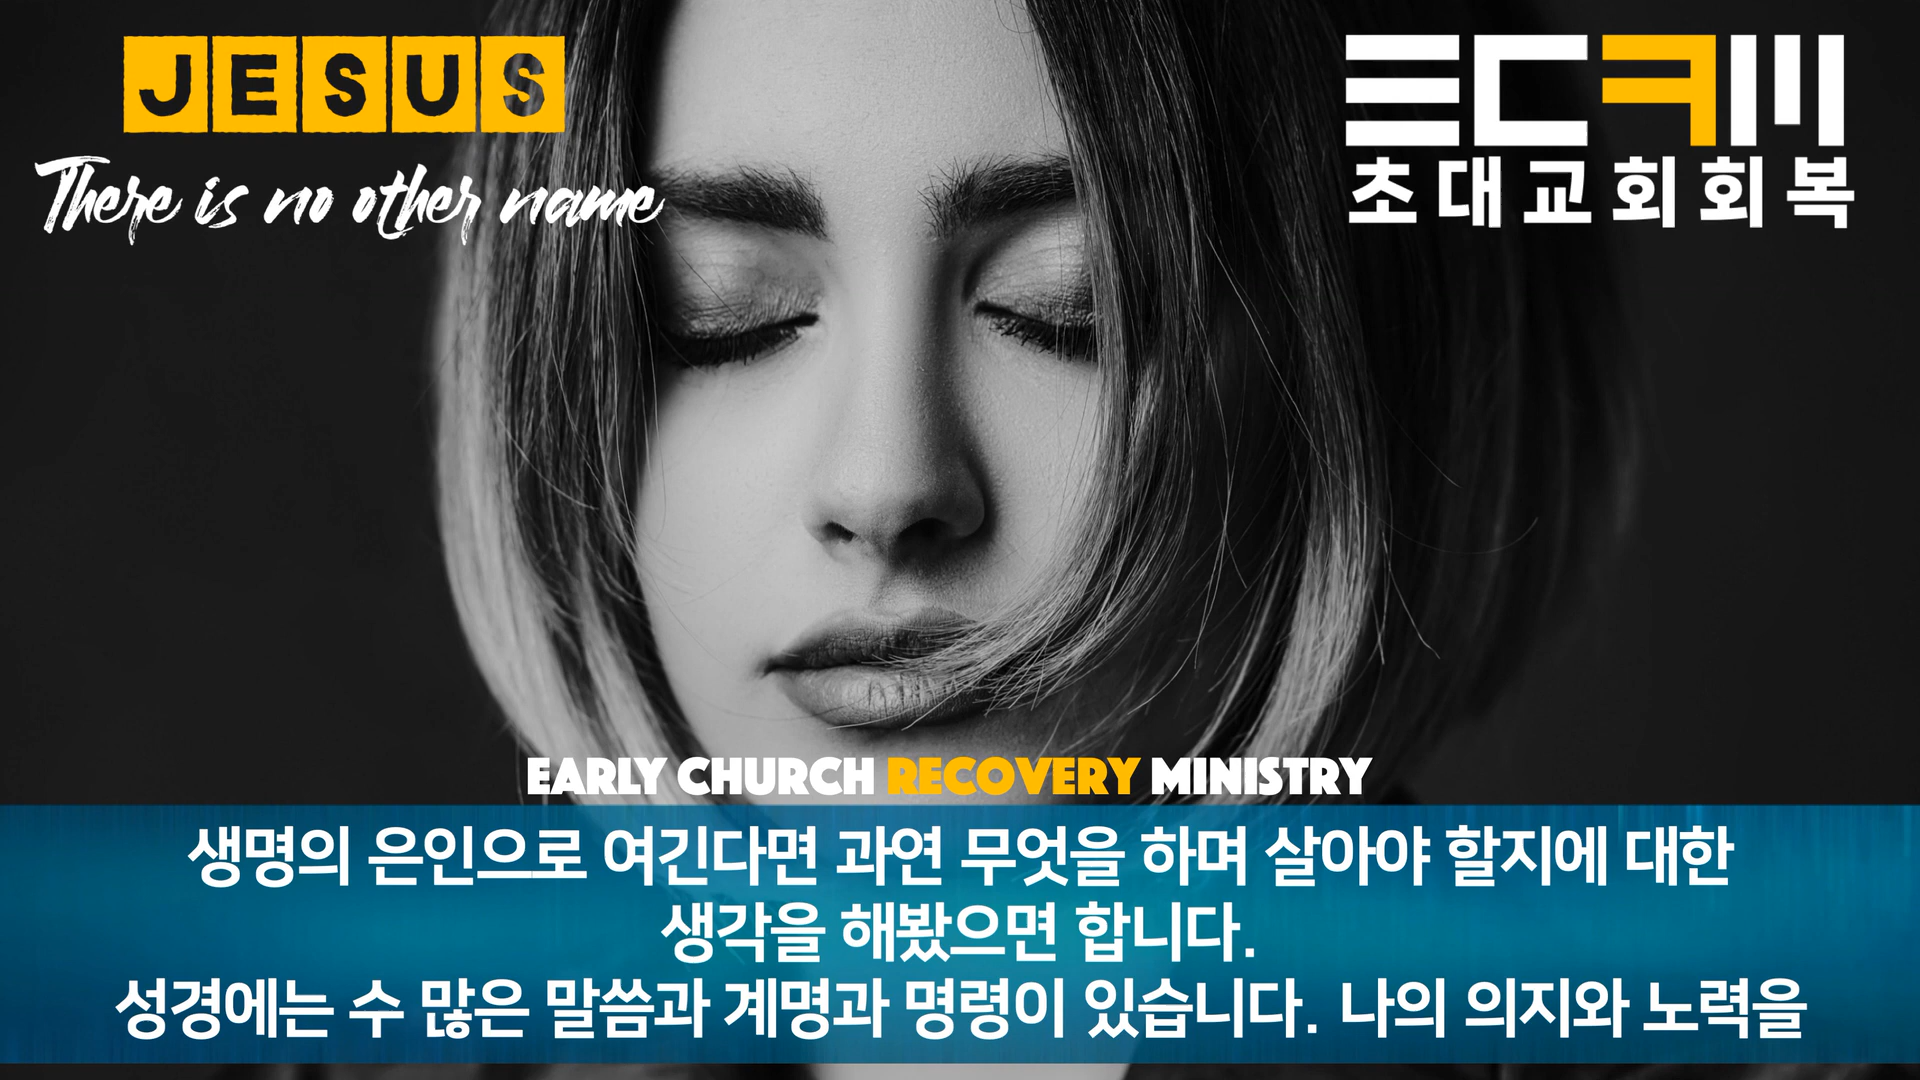 JESUS
There is no other name
ECRM
초대교회회복
EARLY CHURCH RECOVERY MINISTRY
생명의 은인으로 여긴다면 과연 무엇을 하며 살아야 할지에 대한
생각을 해봤으면 합니다.
성경에는 수 많은 말씀과 계명과 명령이 있습니다. 나의 의지와 노력을